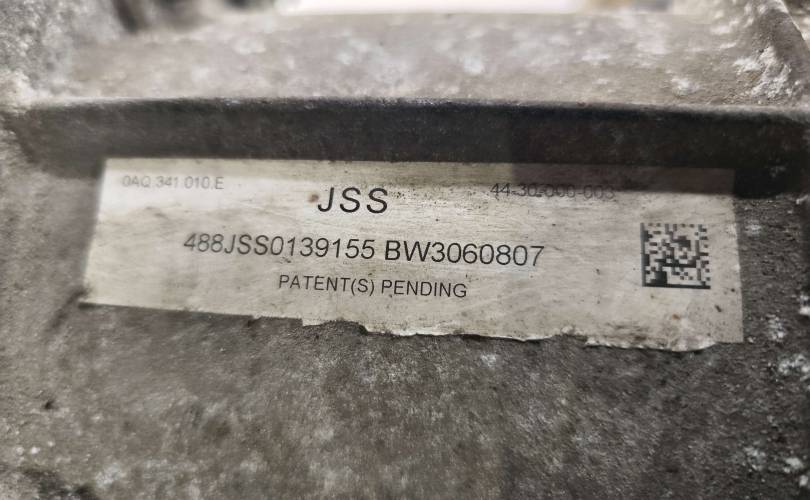 0AQ 341 010 E 44-30-000-003
JSS
488JSS0139155 BW3060807
PATENT(S) PENDING